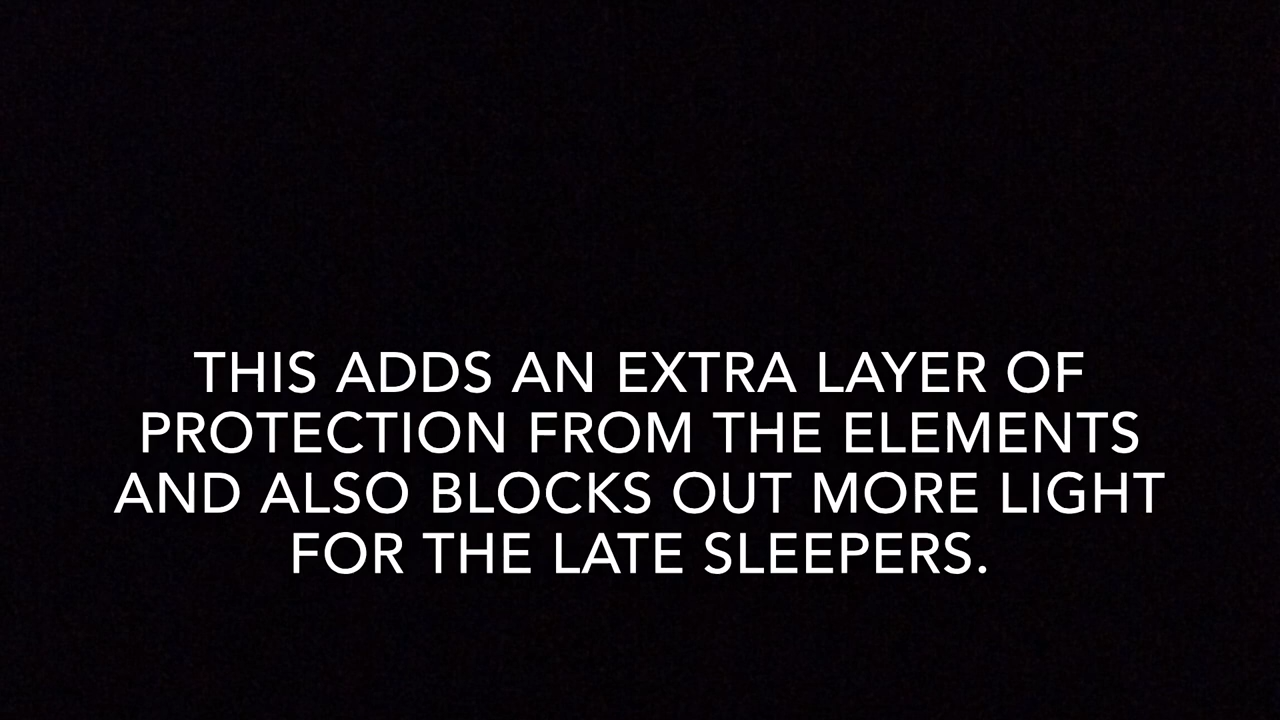 THIS ADDS AN EXTRA LAYER OF
PROTECTION FROM THE ELEMENTS
AND ALSO BLOCKS OUT MORE LIGHT
FOR THE LATE SLEEPERS.